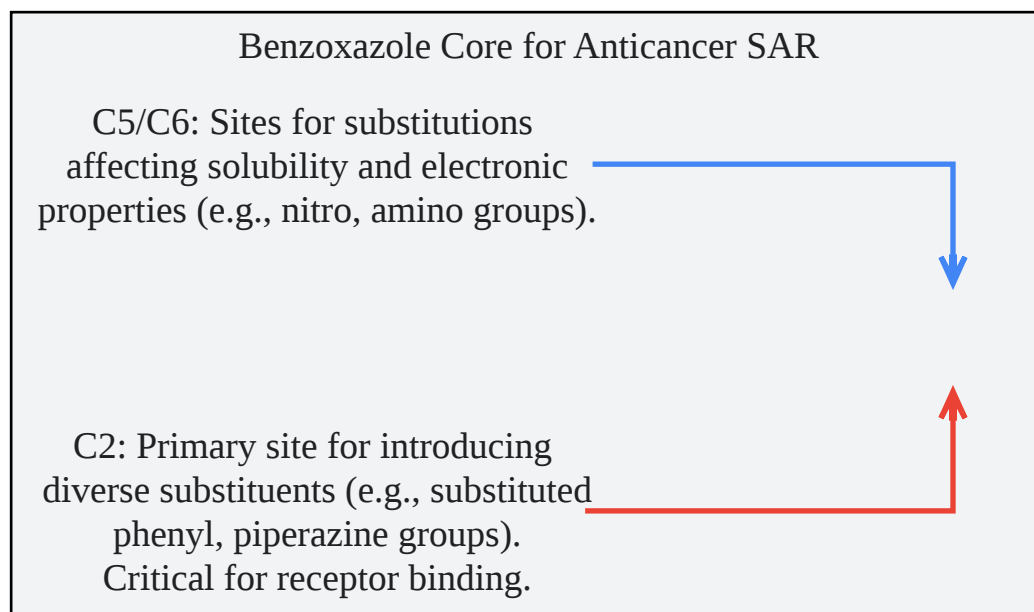 Benzoxazole Core for Anticancer SAR
C5/C6: Sites for substitutions
affecting solubility and electronic
properties (e.g., nitro, amino groups).
C2: Primary site for introducing
diverse substituents (e.g., substituted
phenyl, piperazine groups).
Critical for receptor binding.